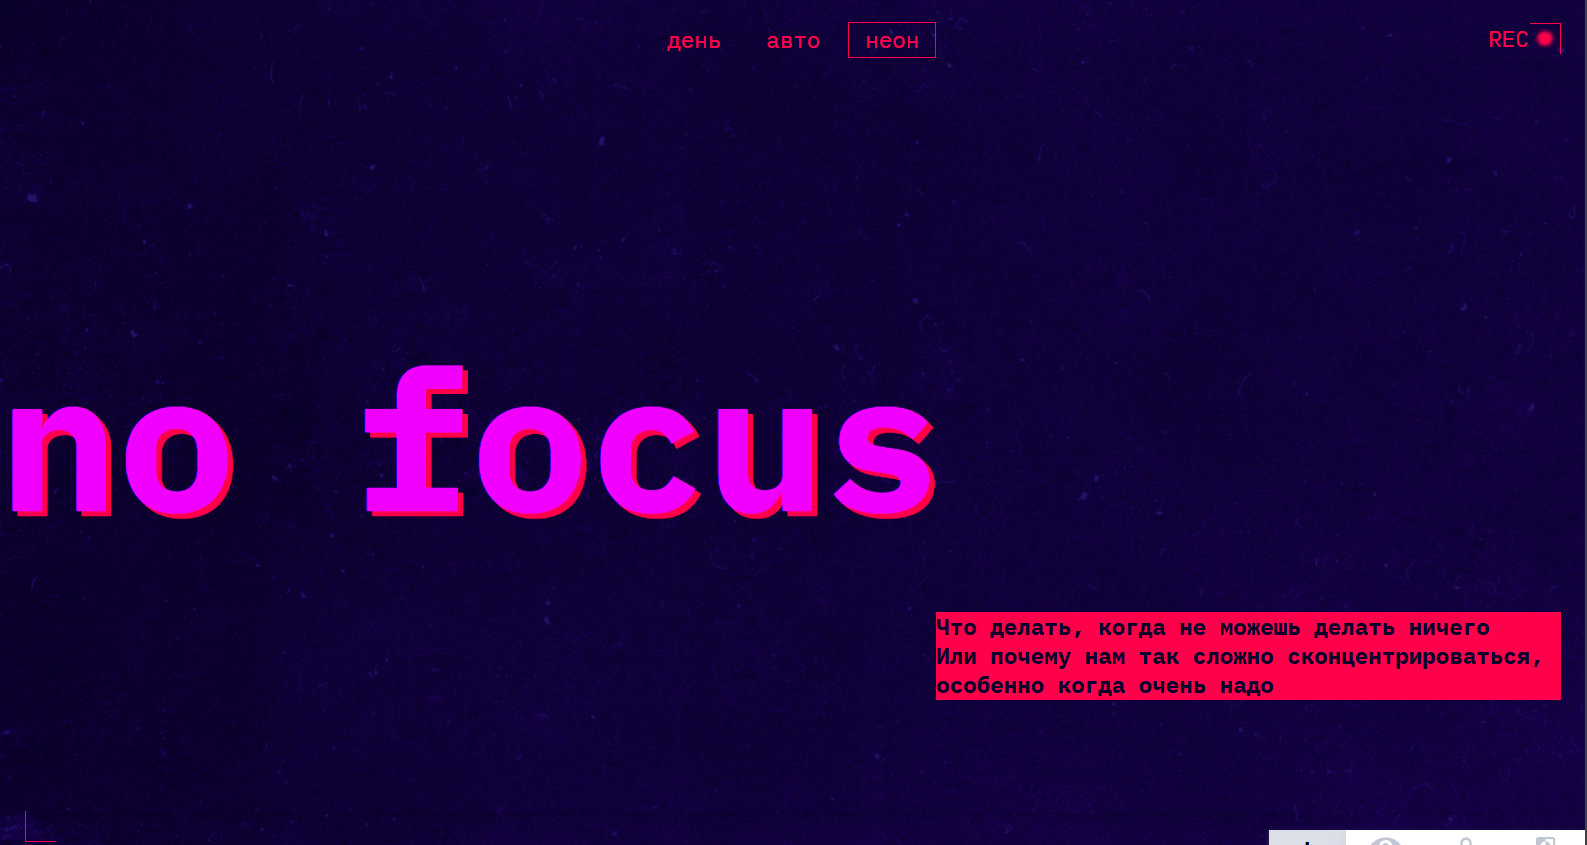 день авто неон
REC
no focus
Что делать, когда не можешь делать ничего
Или почему нам так сложно сконцентрироваться,
особенно когда очень надо